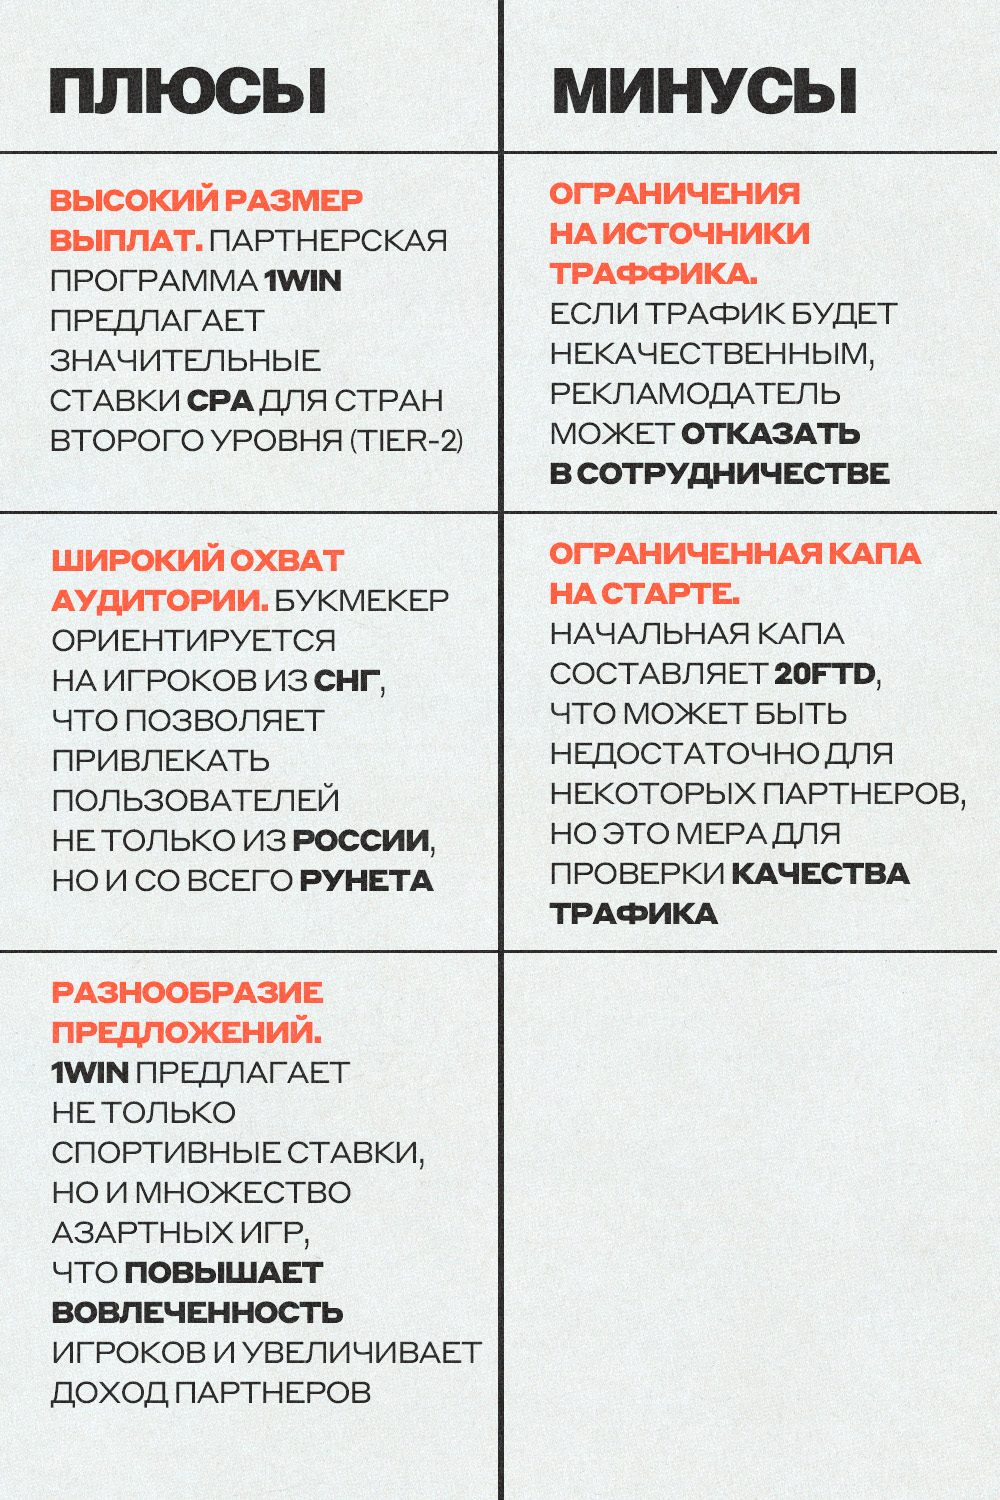 ПЛЮСЫ
МИНУСЫ
ВЫСОКИЙ РАЗМЕР
ВЫПЛАТ. ПАРТНЕРСКАЯ
ПРОГРАММА 1WIN
ПРЕДЛАГАЕТ
ЗНАЧИТЕЛЬНЫЕ
СТАВКИ CPA ДЛЯ СТРАН
ВТОРОГО УРОВНЯ (TIER-2)
ОГРАНИЧЕНИЯ
НА ИСТОЧНИКИ
ТРАФФИКА.
ЕСЛИ ТРАФИК БУДЕТ
НЕКАЧЕСТВЕННЫМ,
РЕКЛАМОДАТЕЛЬ
МОЖЕТ ОТКАЗАТЬ
В СОТРУДНИЧЕСТВЕ
ШИРОКИЙ ОХВАТ
АУДИТОРИИ. БУКМЕКЕР
ОРИЕНТИРУЕТСЯ
НА ИГРОКОВ ИЗ СНГ,
ЧТО ПОЗВОЛЯЕТ
ПРИВЛЕКАТЬ
ПОЛЬЗОВАТЕЛЕЙ
НЕ ТОЛЬКО ИЗ РОССИИ,
НО И СО ВСЕГО РУНЕТА
ОГРАНИЧЕННАЯ КАПА
НА СТАРТЕ.
НАЧАЛЬНАЯ КАПА
СОСТАВЛЯЕТ 20FTD,
ЧТО МОЖЕТ БЫТЬ
НЕДОСТАТОЧНО ДЛЯ
НЕКОТОРЫХ ПАРТНЕРОВ,
НО ЭТО МЕРА ДЛЯ
ПРОВЕРКИ КАЧЕСТВА
ТРАФИКА
РАЗНООБРАЗИЕ
ПРЕДЛОЖЕНИЙ.
1WIN ПРЕДЛАГАЕТ
НЕ ТОЛЬКО
СПОРТИВНЫЕ СТАВКИ,
НО И МНОЖЕСТВО
АЗАРТНЫХ ИГР,
ЧТО ПОВЫШАЕТ
ВОВЛЕЧЕННОСТЬ
ИГРОКОВ И УВЕЛИЧИВАЕТ
ДОХОД ПАРТНЕРОВ